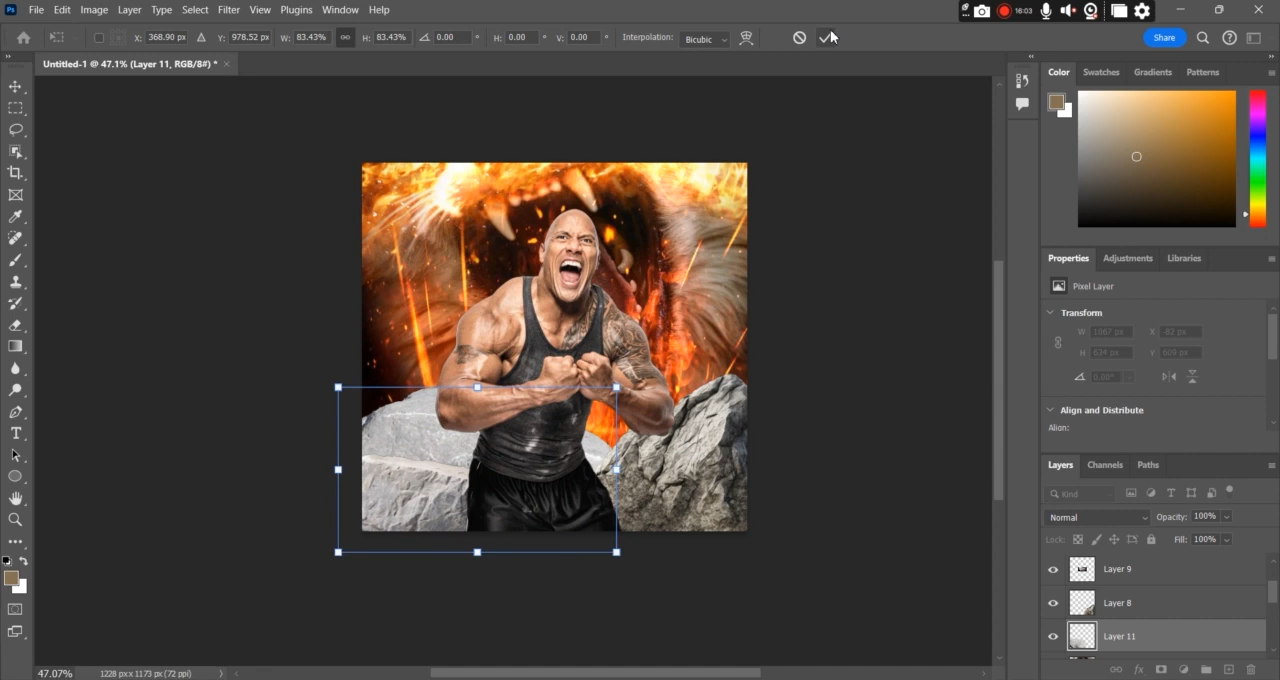 Ps File Edit Image Layer Type Select Filter View Plugins Window Help 16:03
X: 368.90 px Y: 978.52 px W: 83.43% H: 83.43% 0.00 ° H: 0.00 ° V: 0.00 ° Interpolation: Bicubic Share
Untitled-1 @ 47.1% (Layer 11, RGB/8#) * ×
Color Swatches Gradients Patterns
Properties Adjustments Libraries
Pixel Layer
Transform
W 1067 px X -82 px
H 634 px Y 609 px
0.00°
Align and Distribute
Align:
Layers Channels Paths
Kind
Normal Opacity: 100%
Lock: Fill: 100%
Layer 9
Layer 8
Layer 11
47.07% 1228 px x 1173 px (72 ppi)